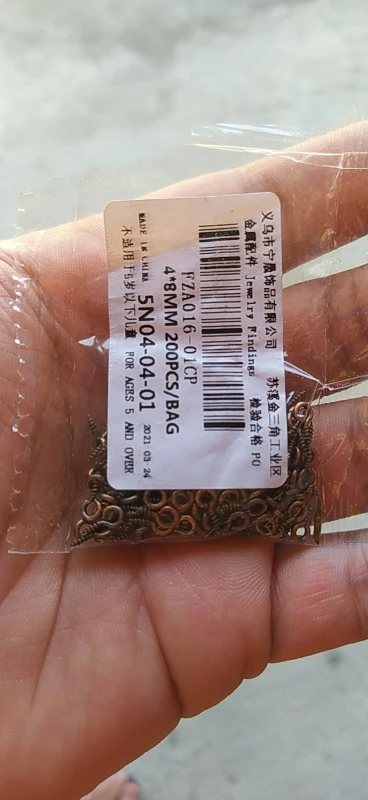 义乌市宁晟饰品有限公司 苏溪金三角工业区
金属配件 Jewelry Findings 检验合格 PO
FZA016-01CP
4*8MM 200PCS/BAG
5N04-04-01 2021 03-24
MADE IN CHINA
不适用于5岁以下儿童 FOR AGES 5 AND OVER